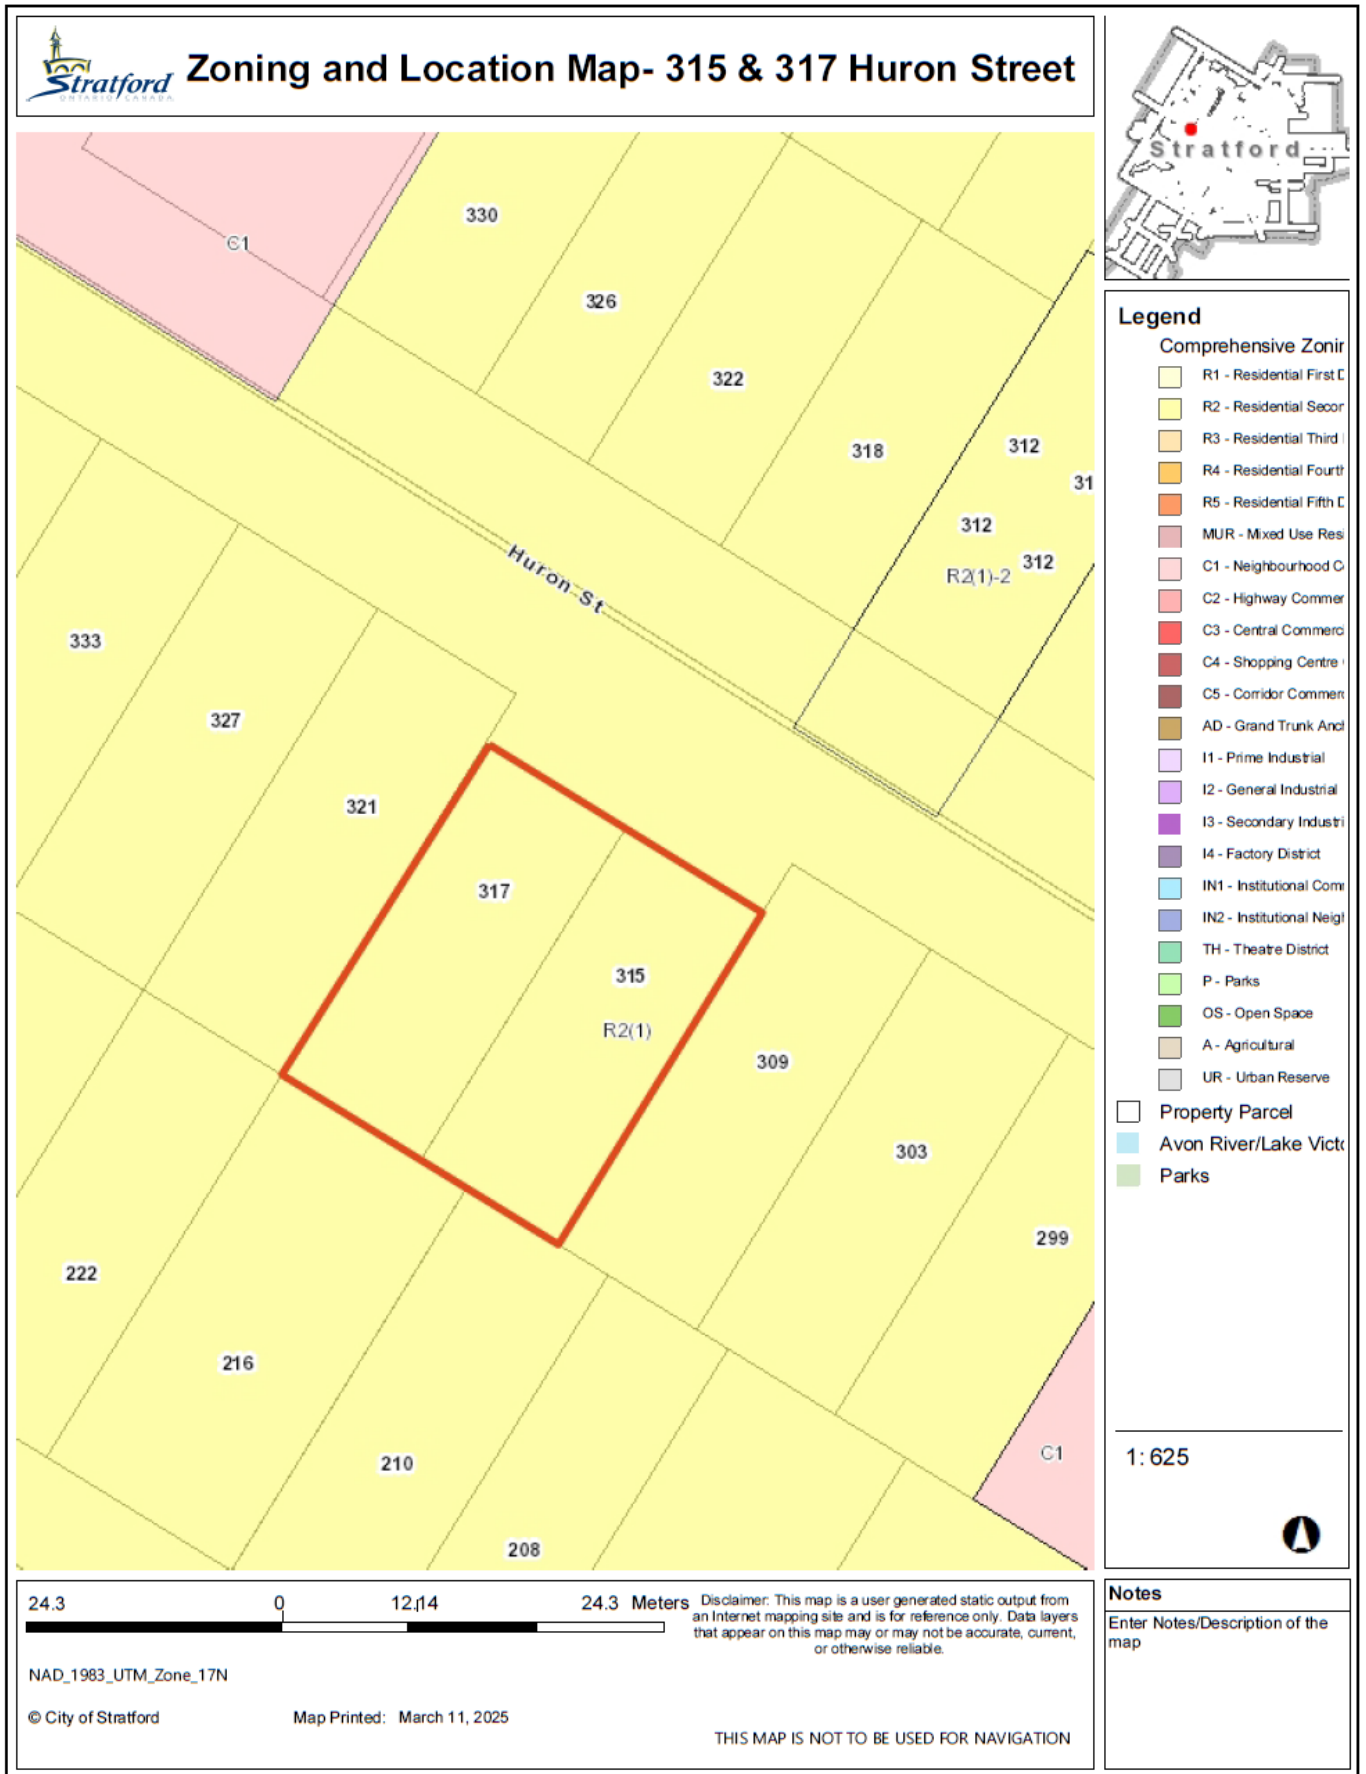 Stratford
ONTARIO CANADA
Zoning and Location Map- 315 & 317 Huron Street
Stratford
C1
330
326
322
318
312
31
312
312
R2(1)-2
Huron St
333
327
321
317
315
R2(1)
309
303
299
222
216
210
208
C1
Legend
Comprehensive Zonin
R1 - Residential First D
R2 - Residential Secon
R3 - Residential Third
R4 - Residential Fourth
R5 - Residential Fifth D
MUR - Mixed Use Resi
C1 - Neighbourhood Co
C2 - Highway Commer
C3 - Central Commerci
C4 - Shopping Centre
C5 - Corridor Commerc
AD - Grand Trunk Anch
I1 - Prime Industrial
I2 - General Industrial
I3 - Secondary Industri
I4 - Factory District
IN1 - Institutional Comm
IN2 - Institutional Neigh
TH - Theatre District
P - Parks
OS - Open Space
A - Agricultural
UR - Urban Reserve
Property Parcel
Avon River/Lake Victo
Parks
1: 625
24.3 0 12.14 24.3 Meters
Disclaimer: This map is a user generated static output from
an Internet mapping site and is for reference only. Data layers
that appear on this map may or may not be accurate, current,
or otherwise reliable.
NAD_1983_UTM_Zone_17N
© City of Stratford Map Printed: March 11, 2025
THIS MAP IS NOT TO BE USED FOR NAVIGATION
Notes
Enter Notes/Description of the
map